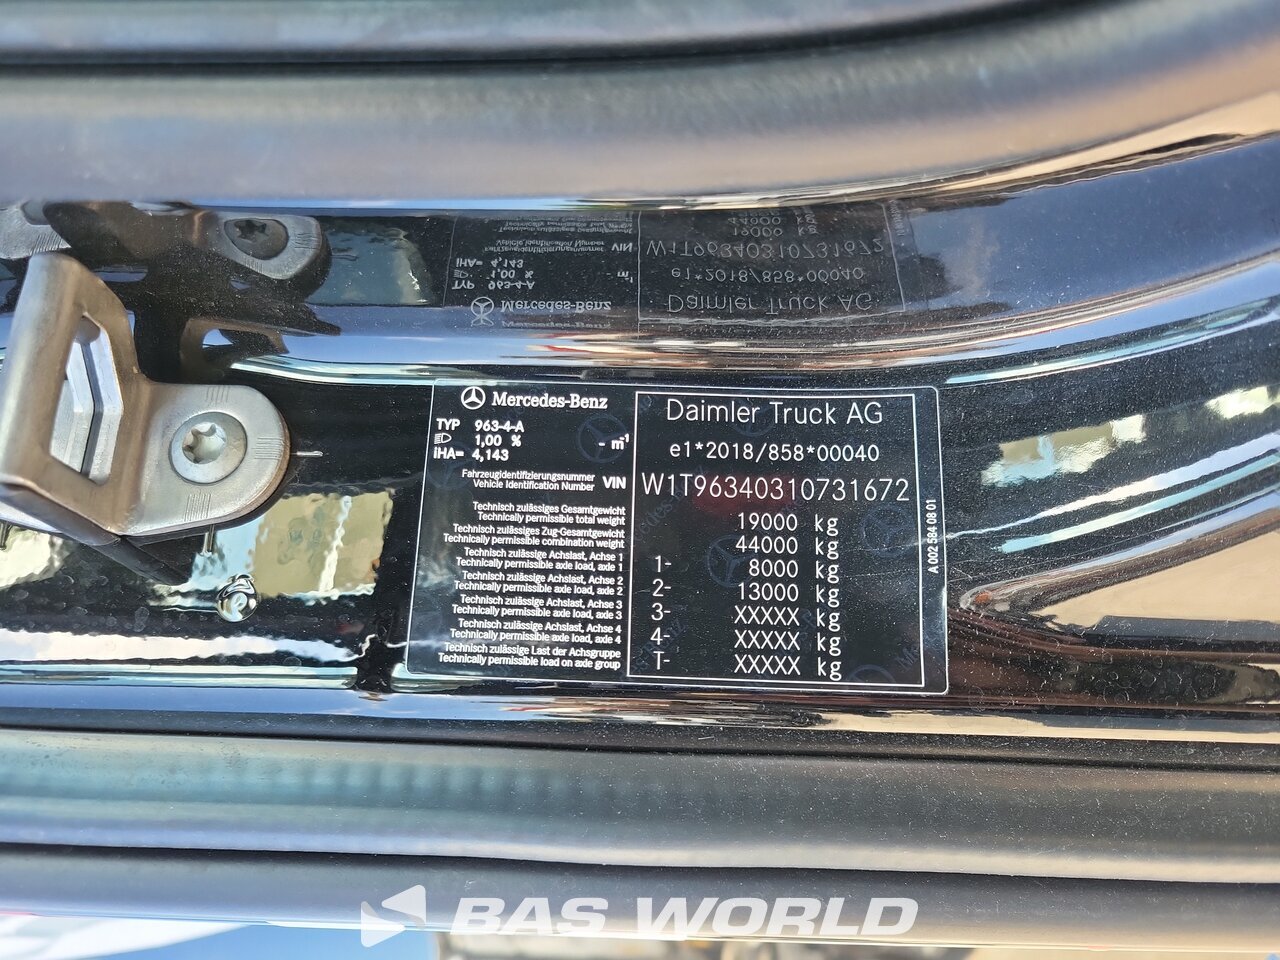 Mercedes-Benz
TYP 963-4-A
1,00 % - m⁻¹
iHA= 4,143
Fahrzeugidentifizierungsnummer
Vehicle Identification Number VIN
Technisch zulässiges Gesamtgewicht
Technically permissible total weight
Technisch zulässiges Zug-Gesamtgewicht
Technically permissible combination weight
Technisch zulässige Achslast, Achse 1
Technically permissible axle load, axle 1
Technisch zulässige Achslast, Achse 2
Technically permissible axle load, axle 2
Technisch zulässige Achslast, Achse 3
Technically permissible axle load, axle 3
Technisch zulässige Achslast, Achse 4
Technically permissible axle load, axle 4
Technisch zulässige Last der Achsgruppe
Technically permissible load on axle group
Daimler Truck AG
e1*2018/858*00040
W1T96340310731672
19000 kg
44000 kg
1- 8000 kg
2- 13000 kg
3- XXXXX kg
4- XXXXX kg
T- XXXXX kg
A 002 584 08 01
BAS WORLD